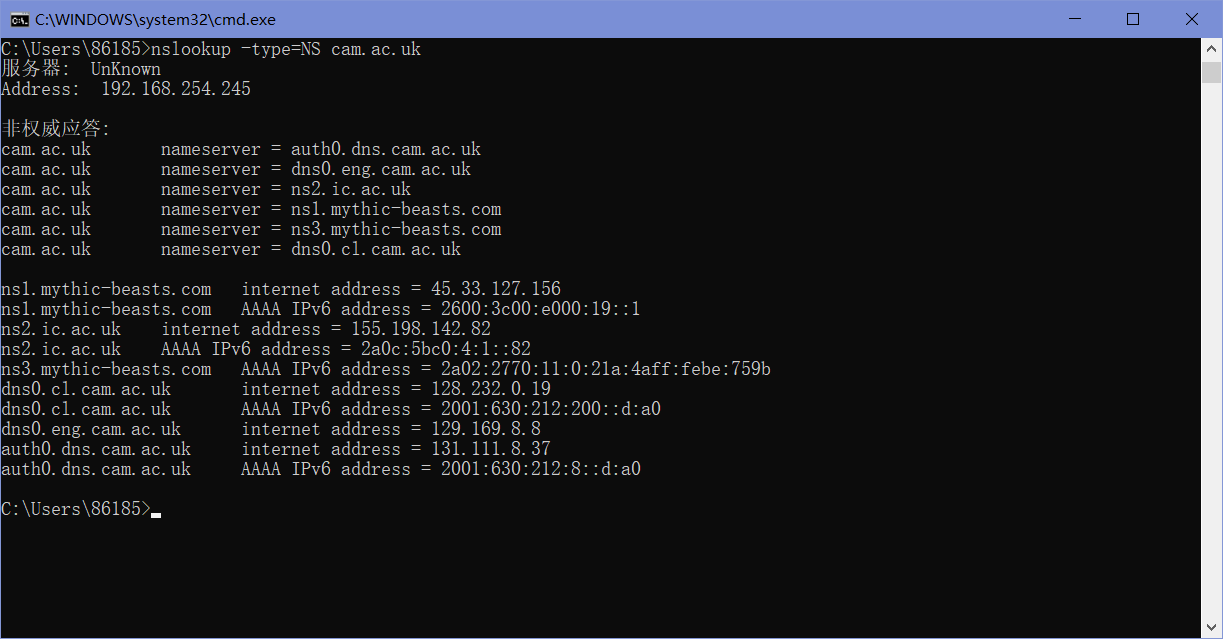 C:\WINDOWS\system32\cmd.exe
C:\Users\86185>nslookup -type=NS cam.ac.uk
服务器:  UnKnown
Address:  192.168.254.245
非权威应答:
cam.ac.uk       nameserver = auth0.dns.cam.ac.uk
cam.ac.uk       nameserver = dns0.eng.cam.ac.uk
cam.ac.uk       nameserver = ns2.ic.ac.uk
cam.ac.uk       nameserver = ns1.mythic-beasts.com
cam.ac.uk       nameserver = ns3.mythic-beasts.com
cam.ac.uk       nameserver = dns0.cl.cam.ac.uk
ns1.mythic-beasts.com   internet address = 45.33.127.156
ns1.mythic-beasts.com   AAAA IPv6 address = 2600:3c00:e000:19::1
ns2.ic.ac.uk    internet address = 155.198.142.82
ns2.ic.ac.uk    AAAA IPv6 address = 2a0c:5bc0:4:1::82
ns3.mythic-beasts.com   AAAA IPv6 address = 2a02:2770:11:0:21a:4aff:febe:759b
dns0.cl.cam.ac.uk       internet address = 128.232.0.19
dns0.cl.cam.ac.uk       AAAA IPv6 address = 2001:630:212:200::d:a0
dns0.eng.cam.ac.uk      internet address = 129.169.8.8
auth0.dns.cam.ac.uk     internet address = 131.111.8.37
auth0.dns.cam.ac.uk     AAAA IPv6 address = 2001:630:212:8::d:a0
C:\Users\86185>